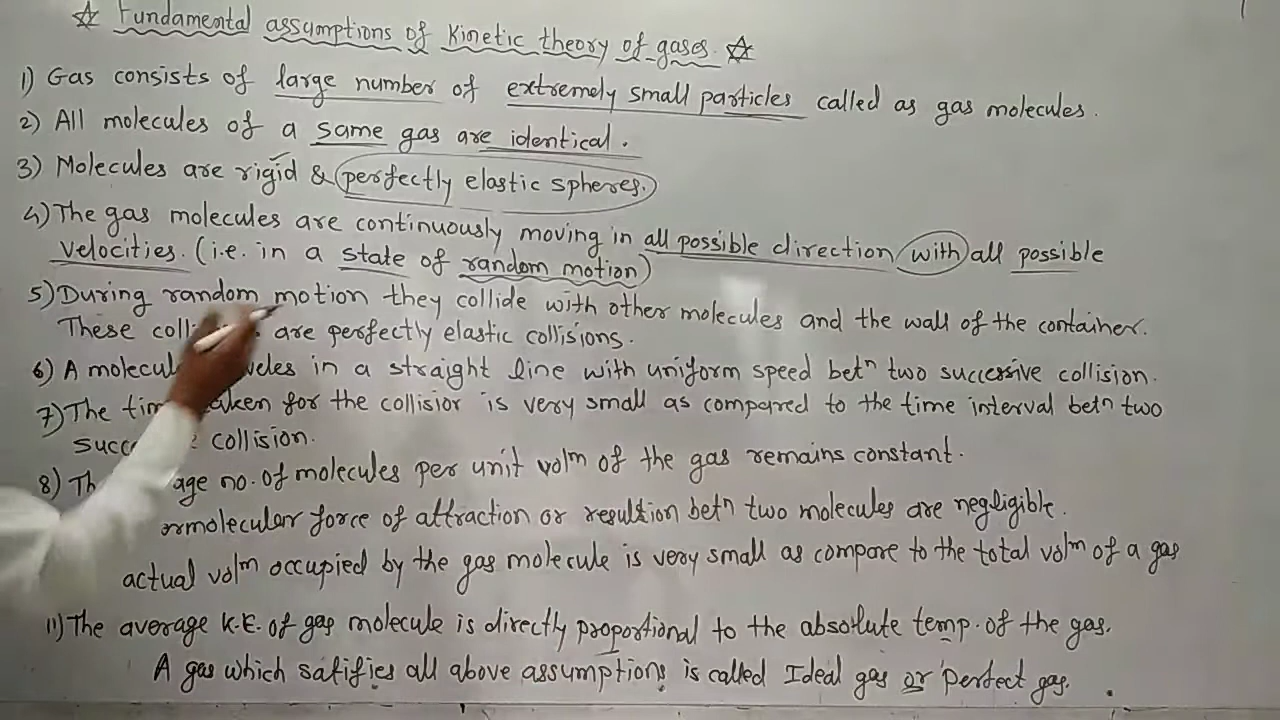 ☆ Fundamental assumptions of Kinetic theory of gases. ☆
1) Gas consists of large number of extremely small particles called as gas molecules.
2) All molecules of a same gas are identical.
3) Molecules are rigid & perfectly elastic spheres.
4) The gas molecules are continuously moving in all possible direction with all possible
velocities. (i.e. in a state of random motion)
5) During random motion they collide with other molecules and the wall of the container.
These are perfectly elastic collisions.
6) A in a straight line with uniform speed betn two successive collision.
7) The for the collision is very small as compared to the time interval betn two
collision.
8) no. of molecules per unit volm of the gas remains constant.
force of attraction or betn two molecules are negligible.
actual volm occupied by the gas molecule is very small as compare to the total volm of a gas
11) The average K.E. of gas molecule is directly proportional to the absolute temp. of the gas.
A gas which satifies all above assumptions is called Ideal gas or perfect gas.